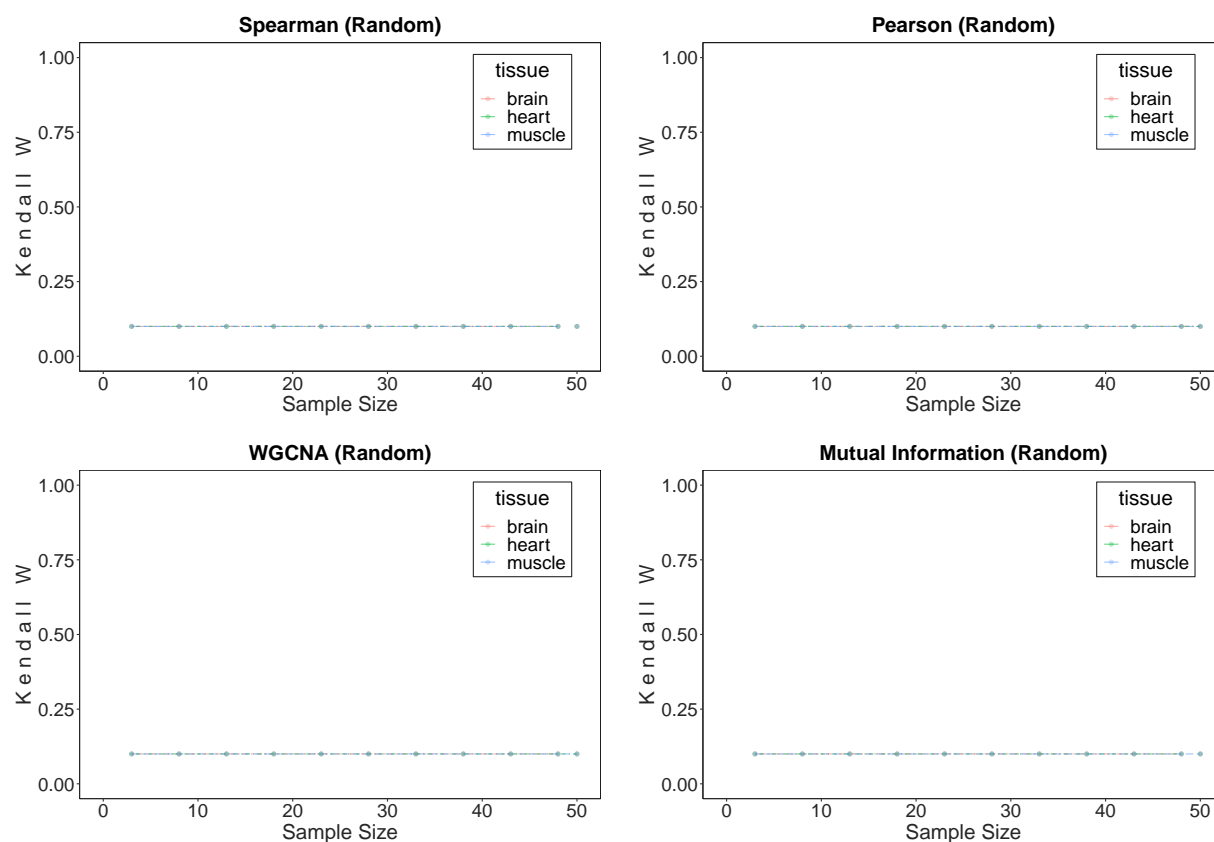 Spearman (Random)
1.00
0.75
0.50
0.25
0.00
Kendall W
tissue
brain
heart
muscle
0 10 20 30 40 50
Sample Size
Pearson (Random)
1.00
0.75
0.50
0.25
0.00
Kendall W
tissue
brain
heart
muscle
0 10 20 30 40 50
Sample Size
WGCNA (Random)
1.00
0.75
0.50
0.25
0.00
Kendall W
tissue
brain
heart
muscle
0 10 20 30 40 50
Sample Size
Mutual Information (Random)
1.00
0.75
0.50
0.25
0.00
Kendall W
tissue
brain
heart
muscle
0 10 20 30 40 50
Sample Size